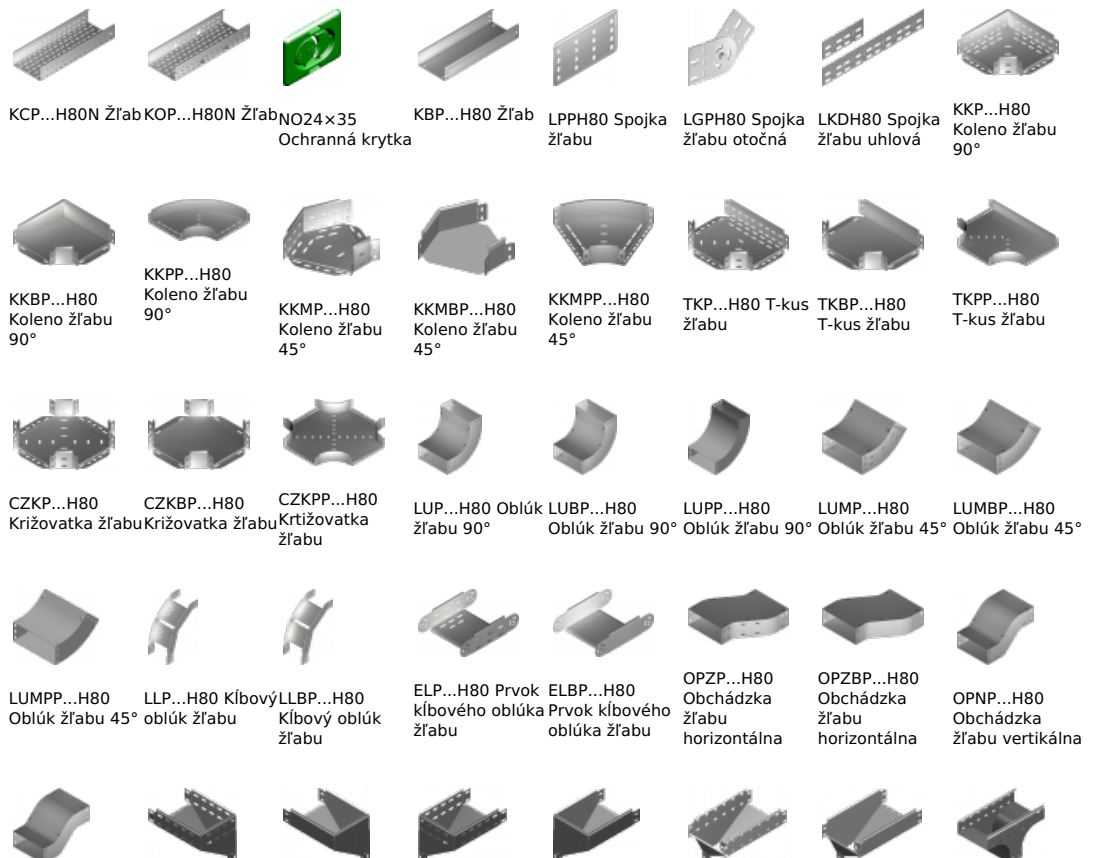 KCP...H80N Žľab
KOP...H80N Žľab
NO24×35
Ochranná krytka
KBP...H80 Žľab
LPPH80 Spojka
žľabu
LGPH80 Spojka
žľabu otočná
LKDH80 Spojka
žľabu uhlová
KKP...H80
Koleno žľabu
90°
KKBP...H80
Koleno žľabu
90°
KKPP...H80
Koleno žľabu
90°
KKMP...H80
Koleno žľabu
45°
KKMBP...H80
Koleno žľabu
45°
KKMPP...H80
Koleno žľabu
45°
TKP...H80 T-kus
žľabu
TKBP...H80
T-kus žľabu
TKPP...H80
T-kus žľabu
CZKP...H80
Križovatka žľabu
CZKBP...H80
Križovatka žľabu
CZKPP...H80
Krtižovatka
žľabu
LUP...H80 Oblúk
žľabu 90°
LUBP...H80
Oblúk žľabu 90°
LUPP...H80
Oblúk žľabu 90°
LUMP...H80
Oblúk žľabu 45°
LUMBP...H80
Oblúk žľabu 45°
LUMPP...H80
Oblúk žľabu 45°
LLP...H80 Kĺbový
oblúk žľabu
LLBP...H80
Kĺbový oblúk
žľabu
ELP...H80 Prvok
kĺbového oblúka
žľabu
ELBP...H80
Prvok kĺbového
oblúka žľabu
OPZP...H80
Obchádzka
žľabu
horizontálna
OPZBP...H80
Obchádzka
žľabu
horizontálna
OPNP...H80
Obchádzka
žľabu vertikálna